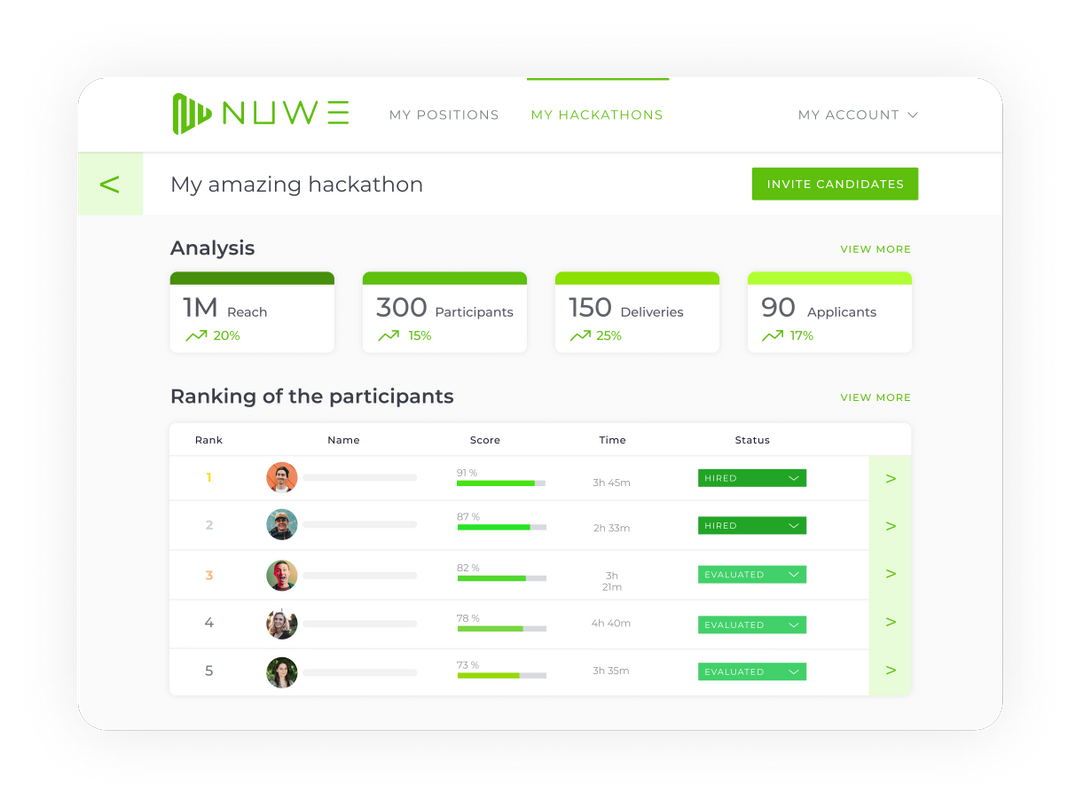 NUWE
MY POSITIONS
MY HACKATHONS
MY ACCOUNT
<
My amazing hackathon
INVITE CANDIDATES
Analysis
VIEW MORE
1M Reach
20%
300 Participants
15%
150 Deliveries
25%
90 Applicants
17%
Ranking of the participants
VIEW MORE
Rank Name Score Time Status
1 91 % 3h 45m HIRED >
2 87 % 2h 33m HIRED >
3 82 % 3h
21m EVALUATED >
4 78 % 4h 40m EVALUATED >
5 73 % 3h 35m EVALUATED >